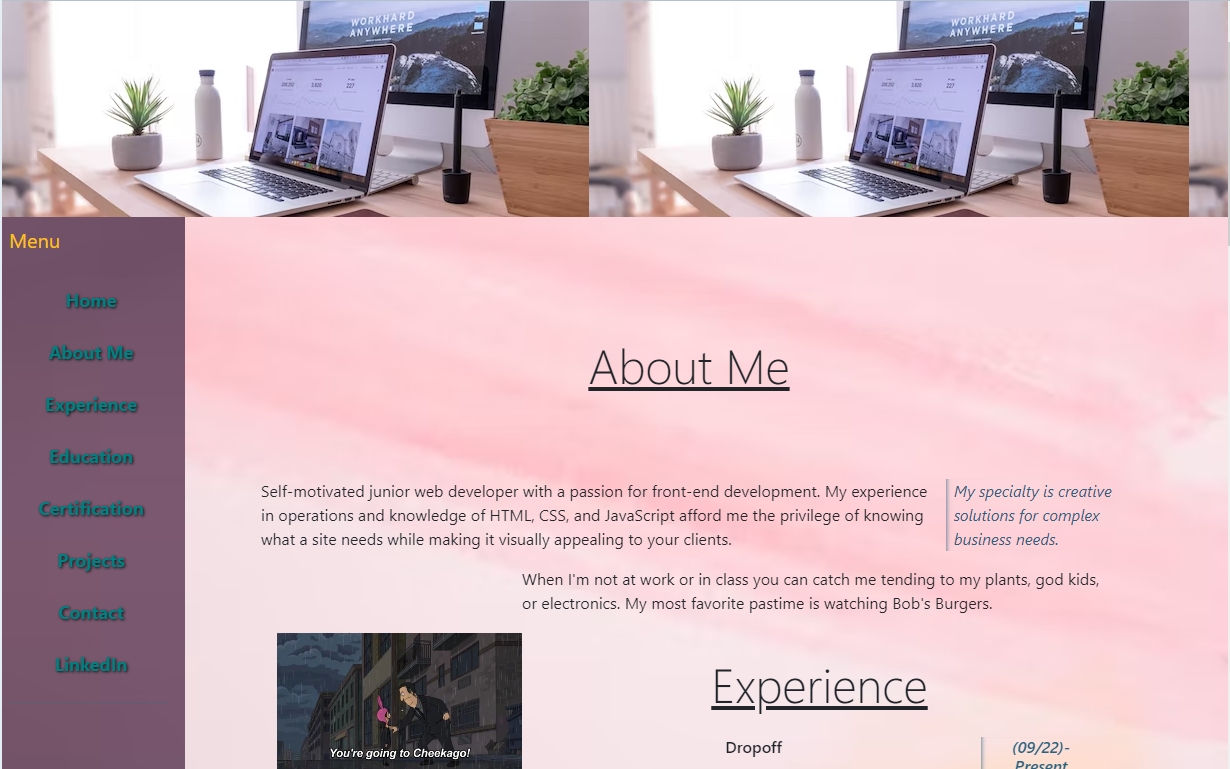 WORKHARD
ANYWHERE
WORKHARD
ANYWHERE
Menu
Home
About Me
Experience
Education
Certification
Projects
Contact
LinkedIn
About Me
Self-motivated junior web developer with a passion for front-end development. My experience
in operations and knowledge of HTML, CSS, and JavaScript afford me the privilege of knowing
what a site needs while making it visually appealing to your clients.
My specialty is creative
solutions for complex
business needs.
When I'm not at work or in class you can catch me tending to my plants, god kids,
or electronics. My most favorite pastime is watching Bob's Burgers.
You're going to Cheekago!
Experience
Dropoff
(09/22)-
Present